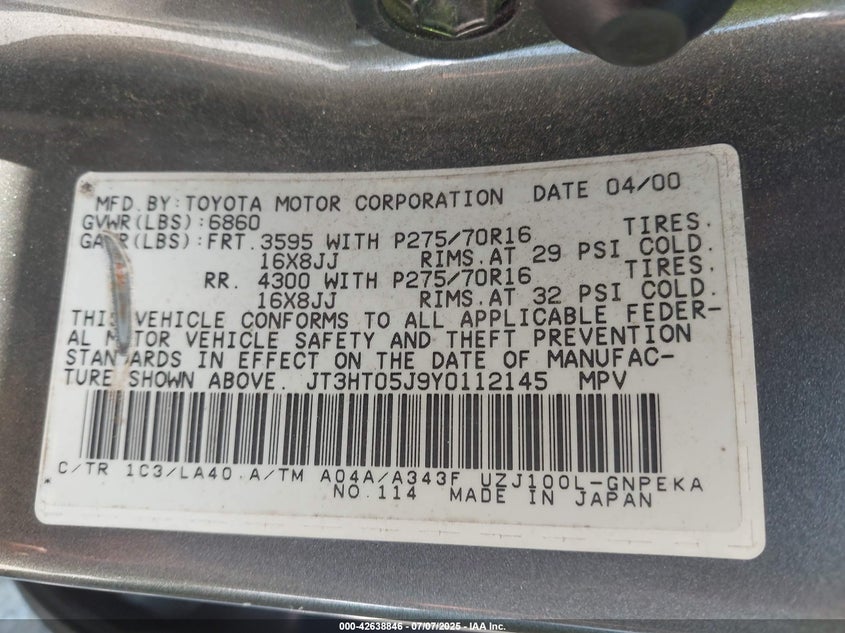 MFD.BY:TOYOTA MOTOR CORPORATION DATE 04/00
GVWR(LBS):6860
GAWR(LBS):FRT. 3595 WITH P275/70R16 TIRES.
16X8JJ RIMS.AT 29 PSI COLD.
RR. 4300 WITH P275/70R16 TIRES.
16X8JJ RIMS.AT 32 PSI COLD.
THIS VEHICLE CONFORMS TO ALL APPLICABLE FEDER-
AL MOTOR VEHICLE SAFETY AND THEFT PREVENTION
STANDARDS IN EFFECT ON THE DATE OF MANUFAC-
TURE SHOWN ABOVE. JT3HT05J9Y0112145 MPV
C/TR 1C3/LA40.A/TM A04A/A343F UZJ100L-GNPEKA
NO.114 MADE IN JAPAN
000-42638846 - 07/07/2025 - IAA Inc.